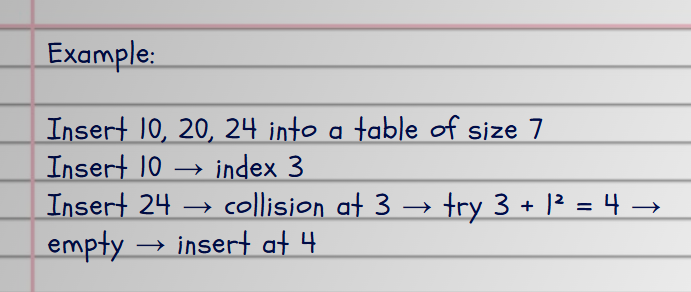 Example:
Insert 10, 20, 24 into a table of size 7
Insert 10 → index 3
Insert 24 → collision at 3 → try 3 + 1² = 4 →
empty → insert at 4